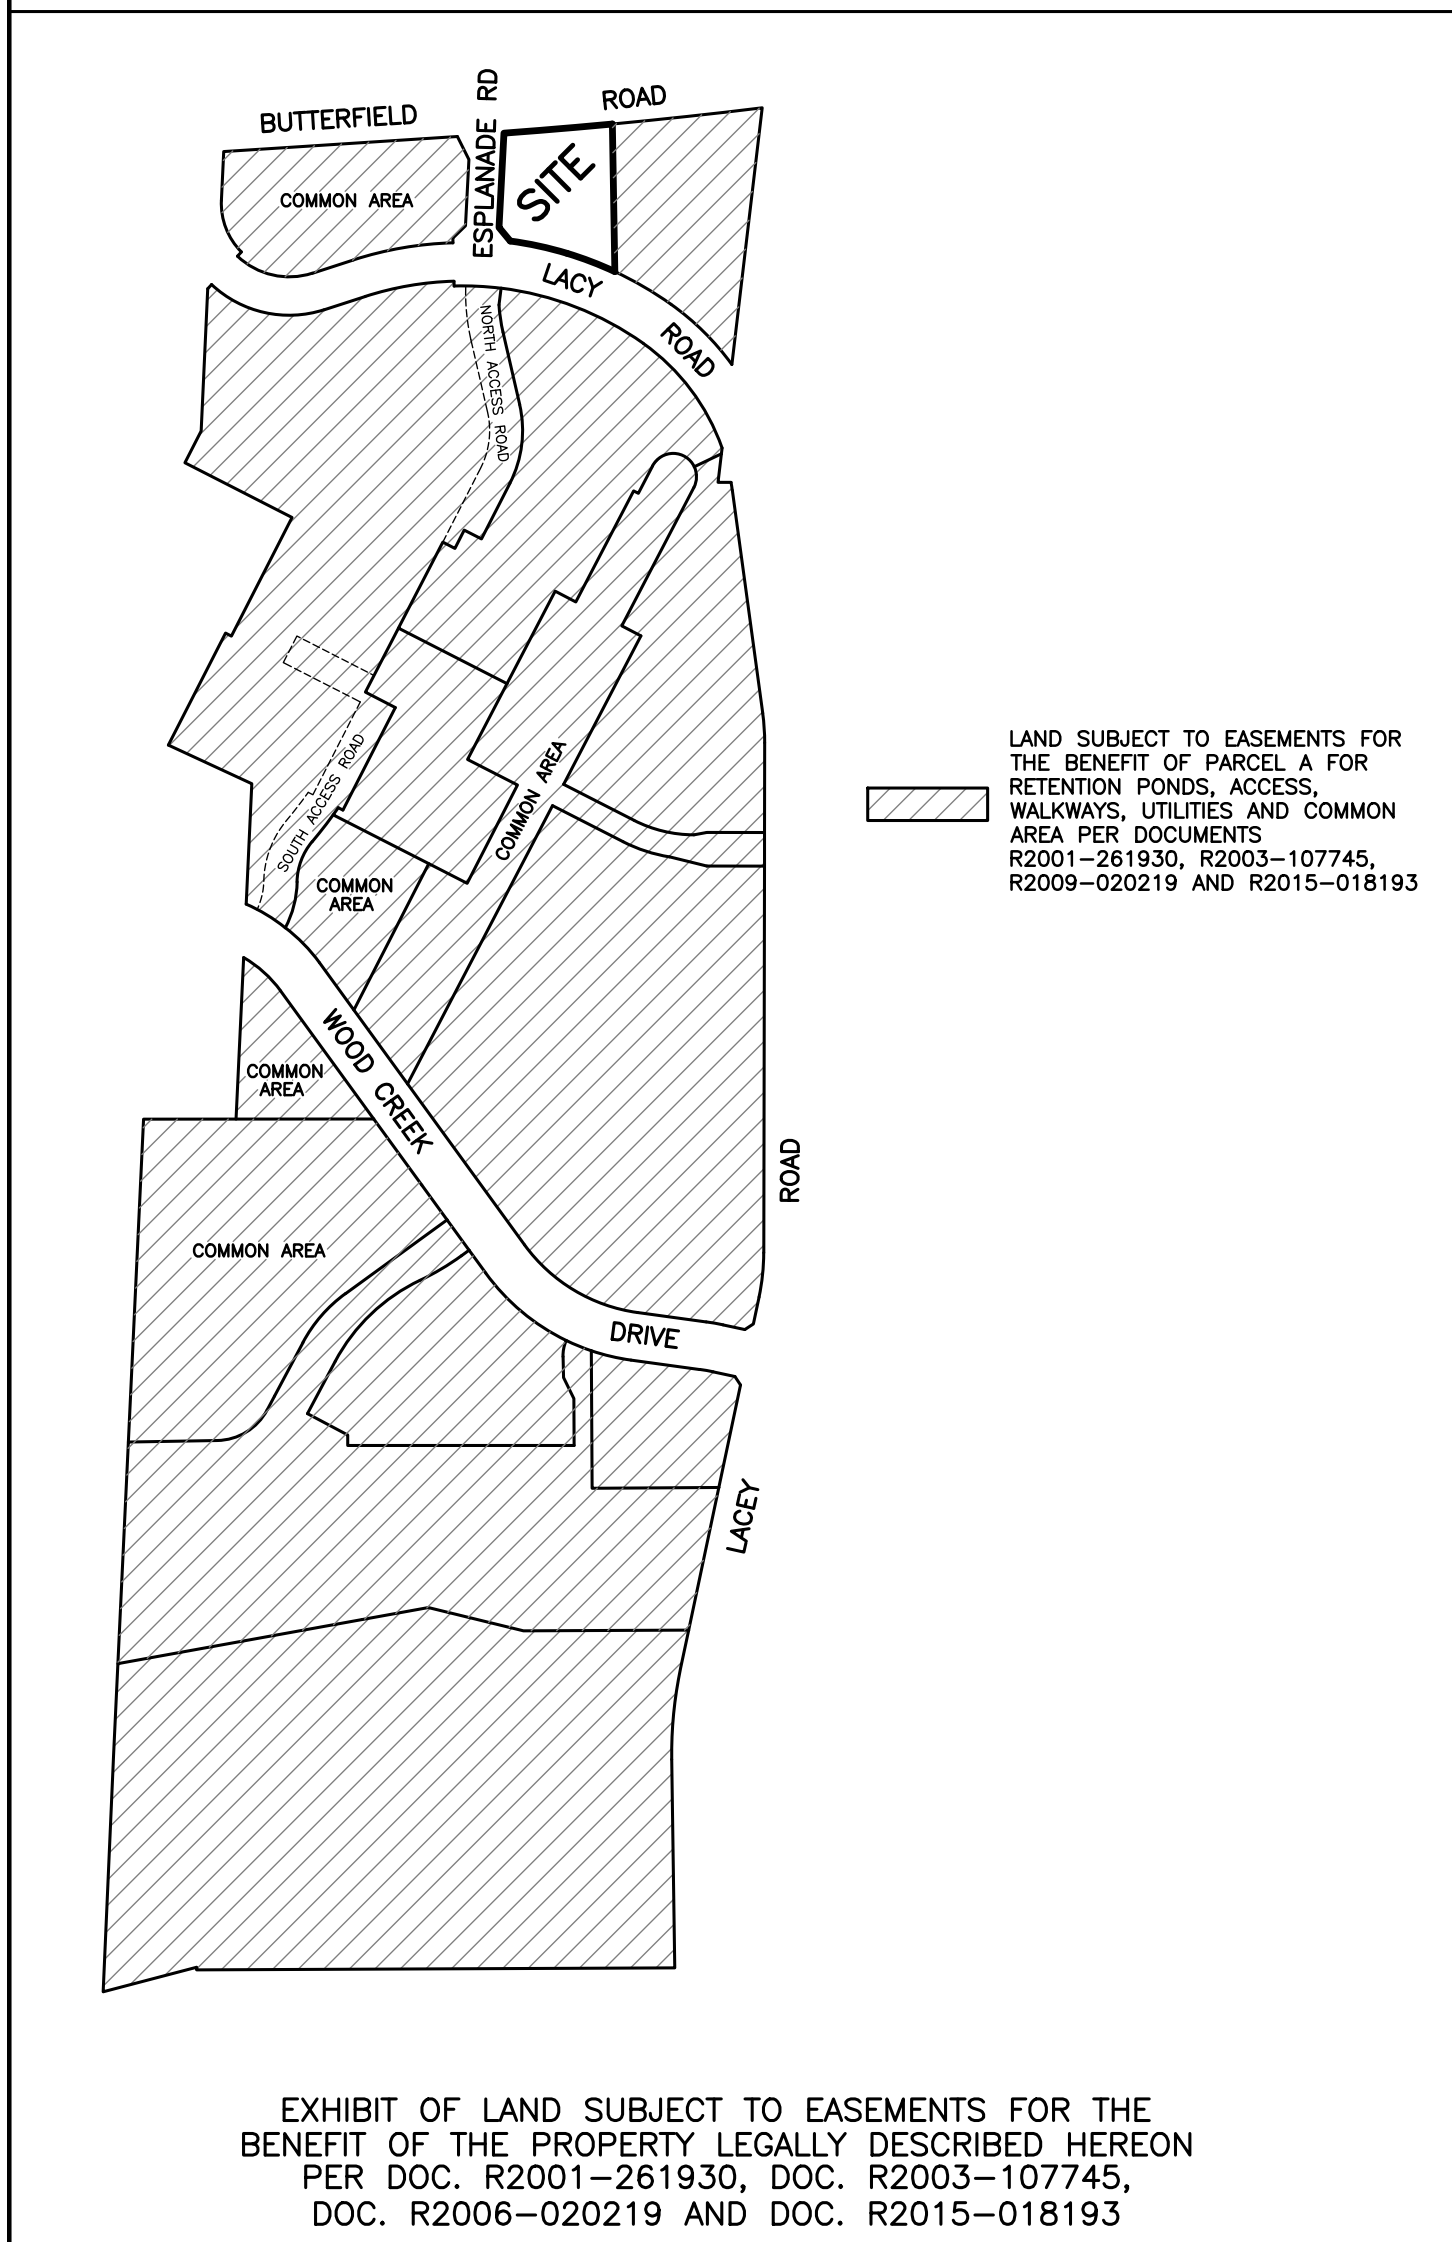 BUTTERFIELD
ESPLANADE RD
ROAD
COMMON AREA
SITE
LACY
ROAD
NORTH ACCESS ROAD
SOUTH ACCESS ROAD
COMMON AREA
COMMON
AREA
LAND SUBJECT TO EASEMENTS FOR
THE BENEFIT OF PARCEL A FOR
RETENTION PONDS, ACCESS,
WALKWAYS, UTILITIES AND COMMON
AREA PER DOCUMENTS
R2001-261930, R2003-107745,
R2009-020219 AND R2015-018193
WOOD CREEK
COMMON
AREA
ROAD
COMMON AREA
DRIVE
LACEY
EXHIBIT OF LAND SUBJECT TO EASEMENTS FOR THE
BENEFIT OF THE PROPERTY LEGALLY DESCRIBED HEREON
PER DOC. R2001-261930, DOC. R2003-107745,
DOC. R2006-020219 AND DOC. R2015-018193